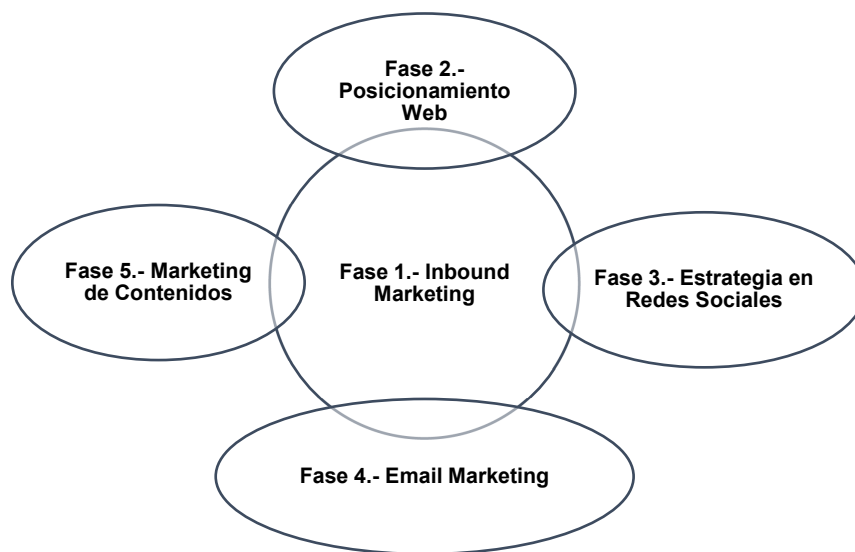 Fase 2.-
Posicionamiento
Web
Fase 5.- Marketing
de Contenidos
Fase 1.- Inbound
Marketing
Fase 3.- Estrategia en
Redes Sociales
Fase 4.- Email Marketing